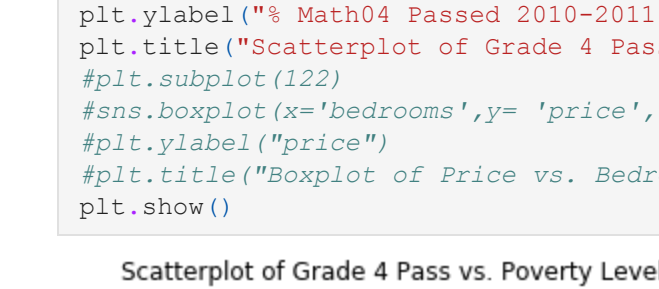 plt.ylabel("% Math04 Passed 2010-2011
plt.title("Scatterplot of Grade 4 Pas
#plt.subplot(122)
#sns.boxplot(x='bedrooms',y= 'price',
#plt.ylabel("price")
#plt.title("Boxplot of Price vs. Bedr
plt.show()
Scatterplot of Grade 4 Pass vs. Poverty Level